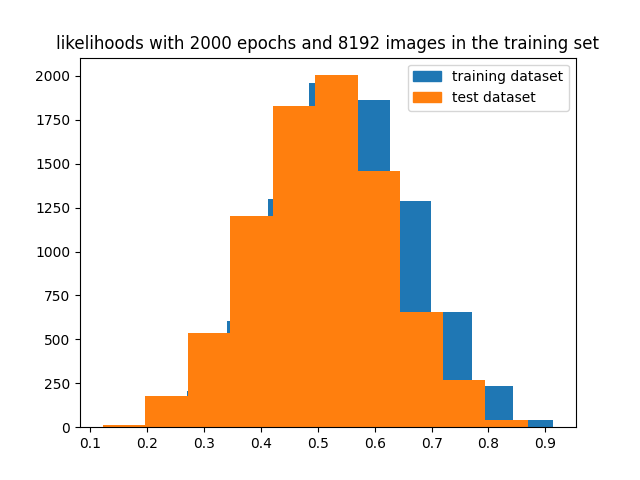 likelihoods with 2000 epochs and 8192 images in the training set
training dataset
test dataset
2000
1750
1500
1250
1000
750
500
250
0
0.1 0.2 0.3 0.4 0.5 0.6 0.7 0.8 0.9